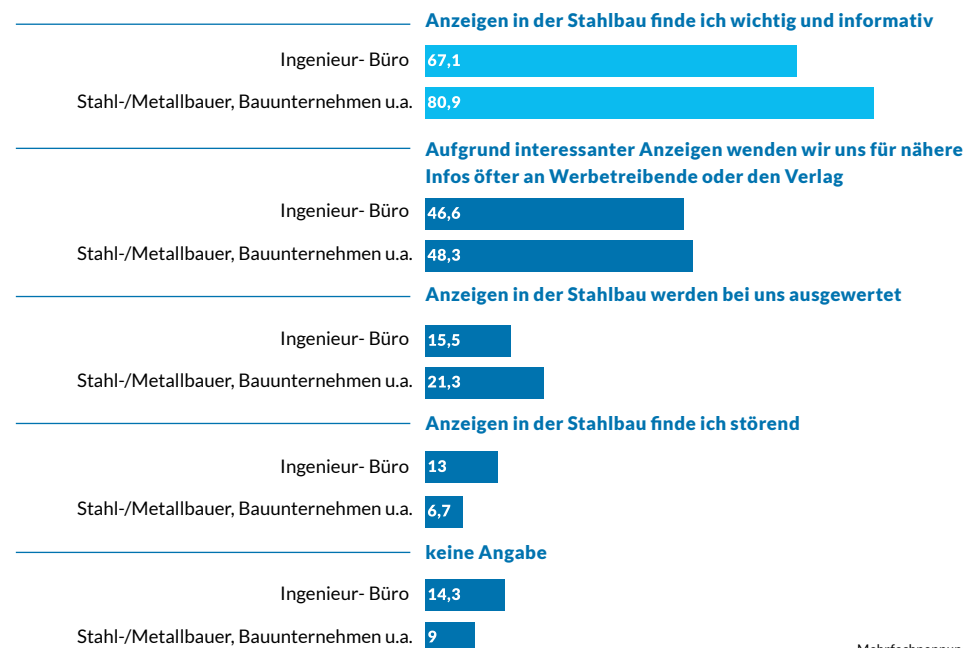 Anzeigen in der Stahlbau finde ich wichtig und informativ
Ingenieur- Büro 67,1
Stahl-/Metallbauer, Bauunternehmen u.a. 80,9
Aufgrund interessanter Anzeigen wenden wir uns für nähere
Infos öfter an Werbetreibende oder den Verlag
Ingenieur- Büro 46,6
Stahl-/Metallbauer, Bauunternehmen u.a. 48,3
Anzeigen in der Stahlbau werden bei uns ausgewertet
Ingenieur- Büro 15,5
Stahl-/Metallbauer, Bauunternehmen u.a. 21,3
Anzeigen in der Stahlbau finde ich störend
Ingenieur- Büro 13
Stahl-/Metallbauer, Bauunternehmen u.a. 6,7
keine Angabe
Ingenieur- Büro 14,3
Stahl-/Metallbauer, Bauunternehmen u.a. 9